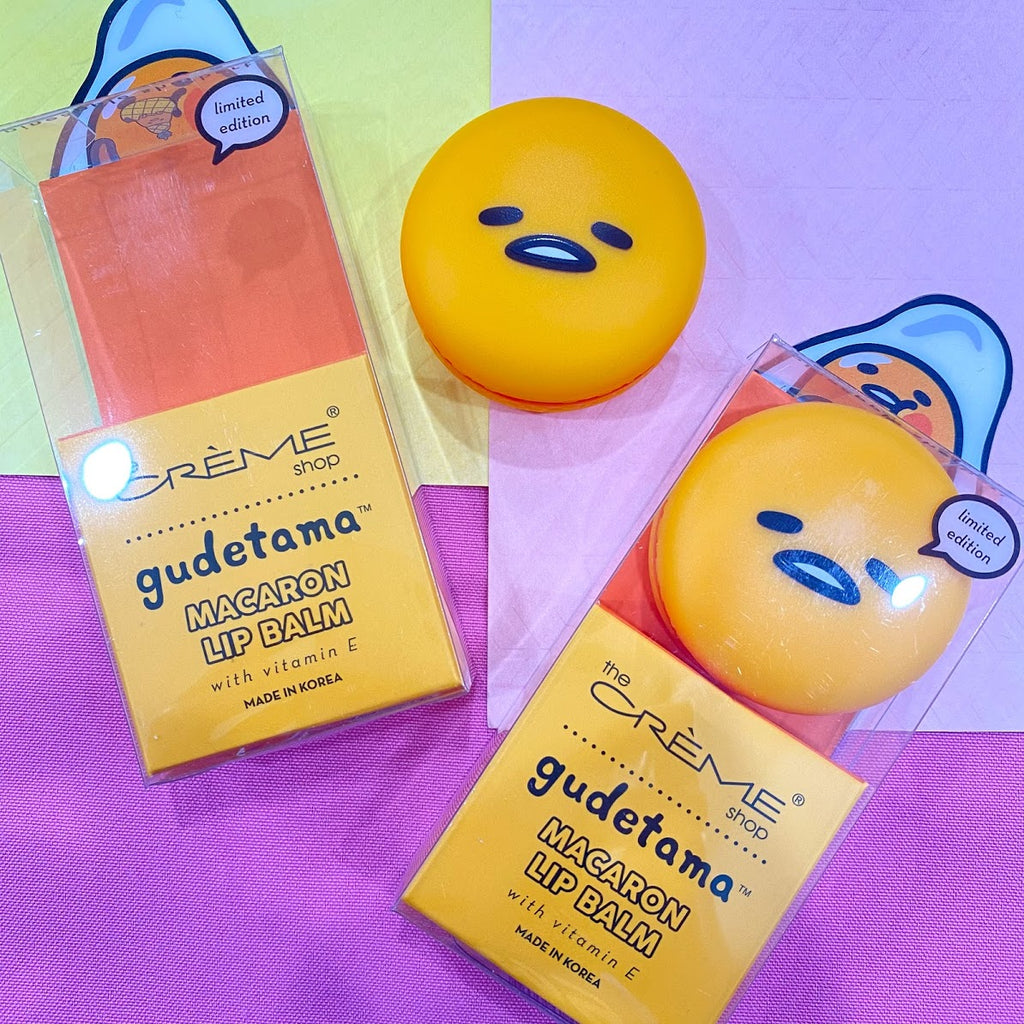 limited
edition
CRÈME®
shop
gudetama™
MACARON
LIP BALM
with vitamin E
MADE IN KOREA
limited
edition
the
CRÈME®
shop
gudetama™
MACARON
LIP BALM
with vitamin E
MADE IN KOREA